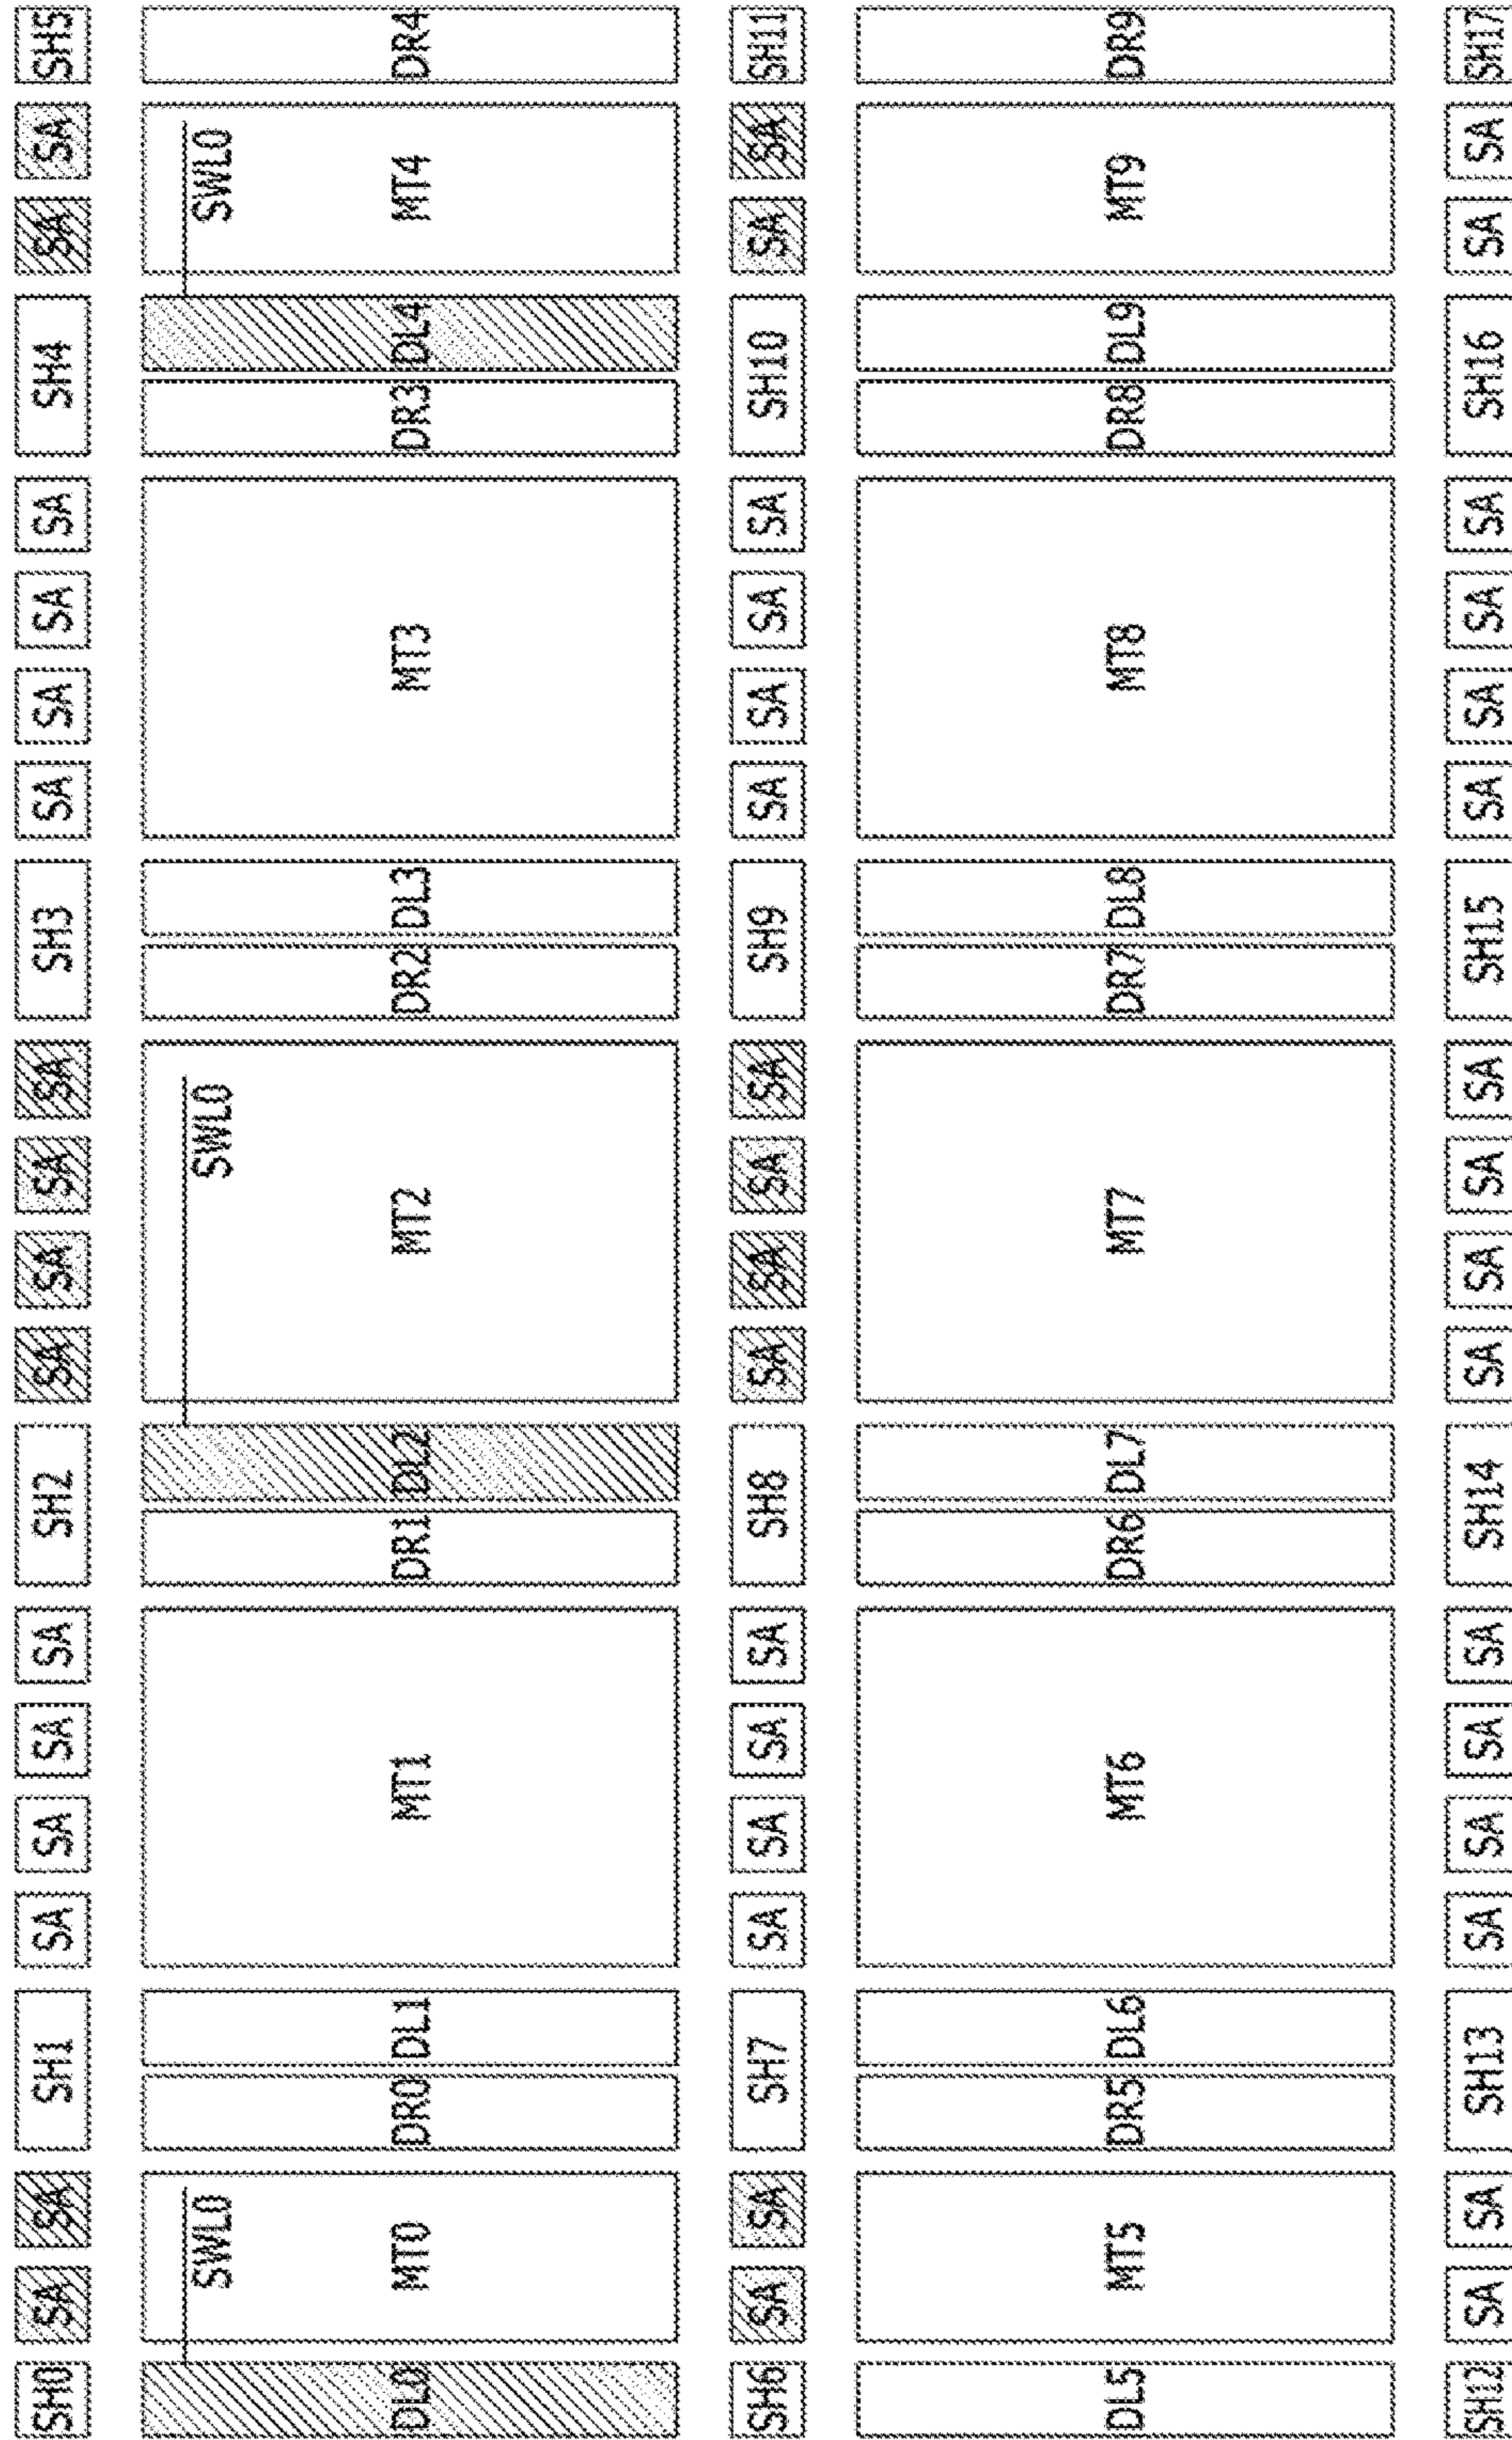 SH0 SA SA SH1 SA SA SA SA SH2 SA SA SA SA SH3 SA SA SA SA SH4 SA SA SH5
SWL0 SWL0 SWL0
DL0 MT0 DR0 DL1 MT1 DR1 DL2 MT2 DR2 DL3 MT3 DR3 DL4 MT4 DR4
SH6 SA SA SH7 SA SA SA SA SH8 SA SA SA SA SH9 SA SA SA SA SH10 SA SA SH11
DL5 MT5 DR5 DL6 MT6 DR6 DL7 MT7 DR7 DL8 MT8 DR8 DL9 MT9 DR9
SH12 SA SA SH13 SA SA SA SA SH14 SA SA SA SA SH15 SA SA SA SA SH16 SA SA SH17